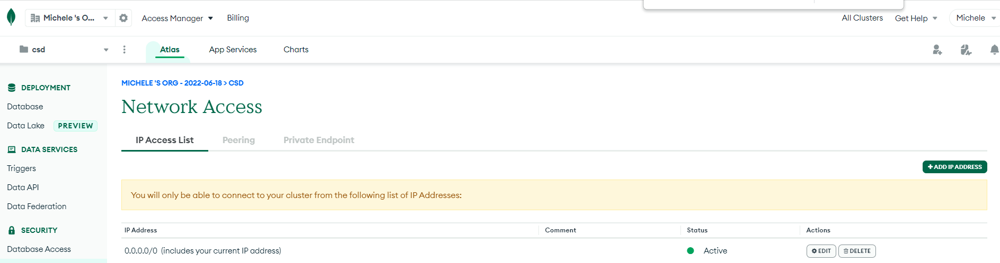 Michele 's O... Access Manager Billing All Clusters Get Help Michele
csd Atlas App Services Charts
DEPLOYMENT
Database
Data Lake PREVIEW
DATA SERVICES
Triggers
Data API
Data Federation
SECURITY
Database Access
MICHELE 'S ORG - 2022-06-18 > CSD
Network Access
IP Access List Peering Private Endpoint
+ ADD IP ADDRESS
You will only be able to connect to your cluster from the following list of IP Addresses:
IP Address Comment Status Actions
0.0.0.0/0 (includes your current IP address) Active EDIT DELETE